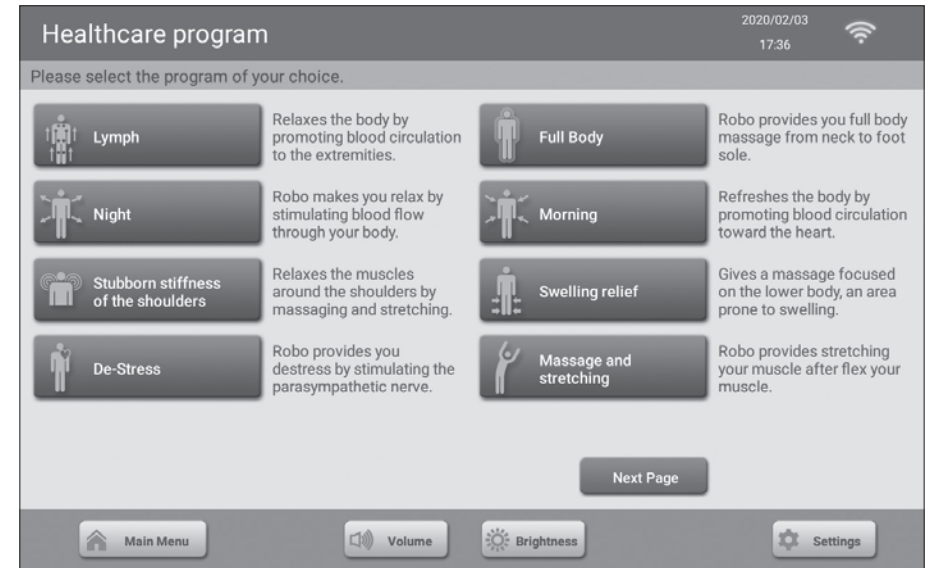 Healthcare program
2020/02/03
17:36
Please select the program of your choice.
Lymph
Relaxes the body by
promoting blood circulation
to the extremities.
Full Body
Robo provides you full body
massage from neck to foot
sole.
Night
Robo makes you relax by
stimulating blood flow
through your body.
Morning
Refreshes the body by
promoting blood circulation
toward the heart.
Stubborn stiffness
of the shoulders
Relaxes the muscles
around the shoulders by
massaging and stretching.
Swelling relief
Gives a massage focused
on the lower body, an area
prone to swelling.
De-Stress
Robo provides you
destress by stimulating the
parasympathetic nerve.
Massage and
stretching
Robo provides stretching
your muscle after flex your
muscle.
Next Page
Main Menu
Volume
Brightness
Settings